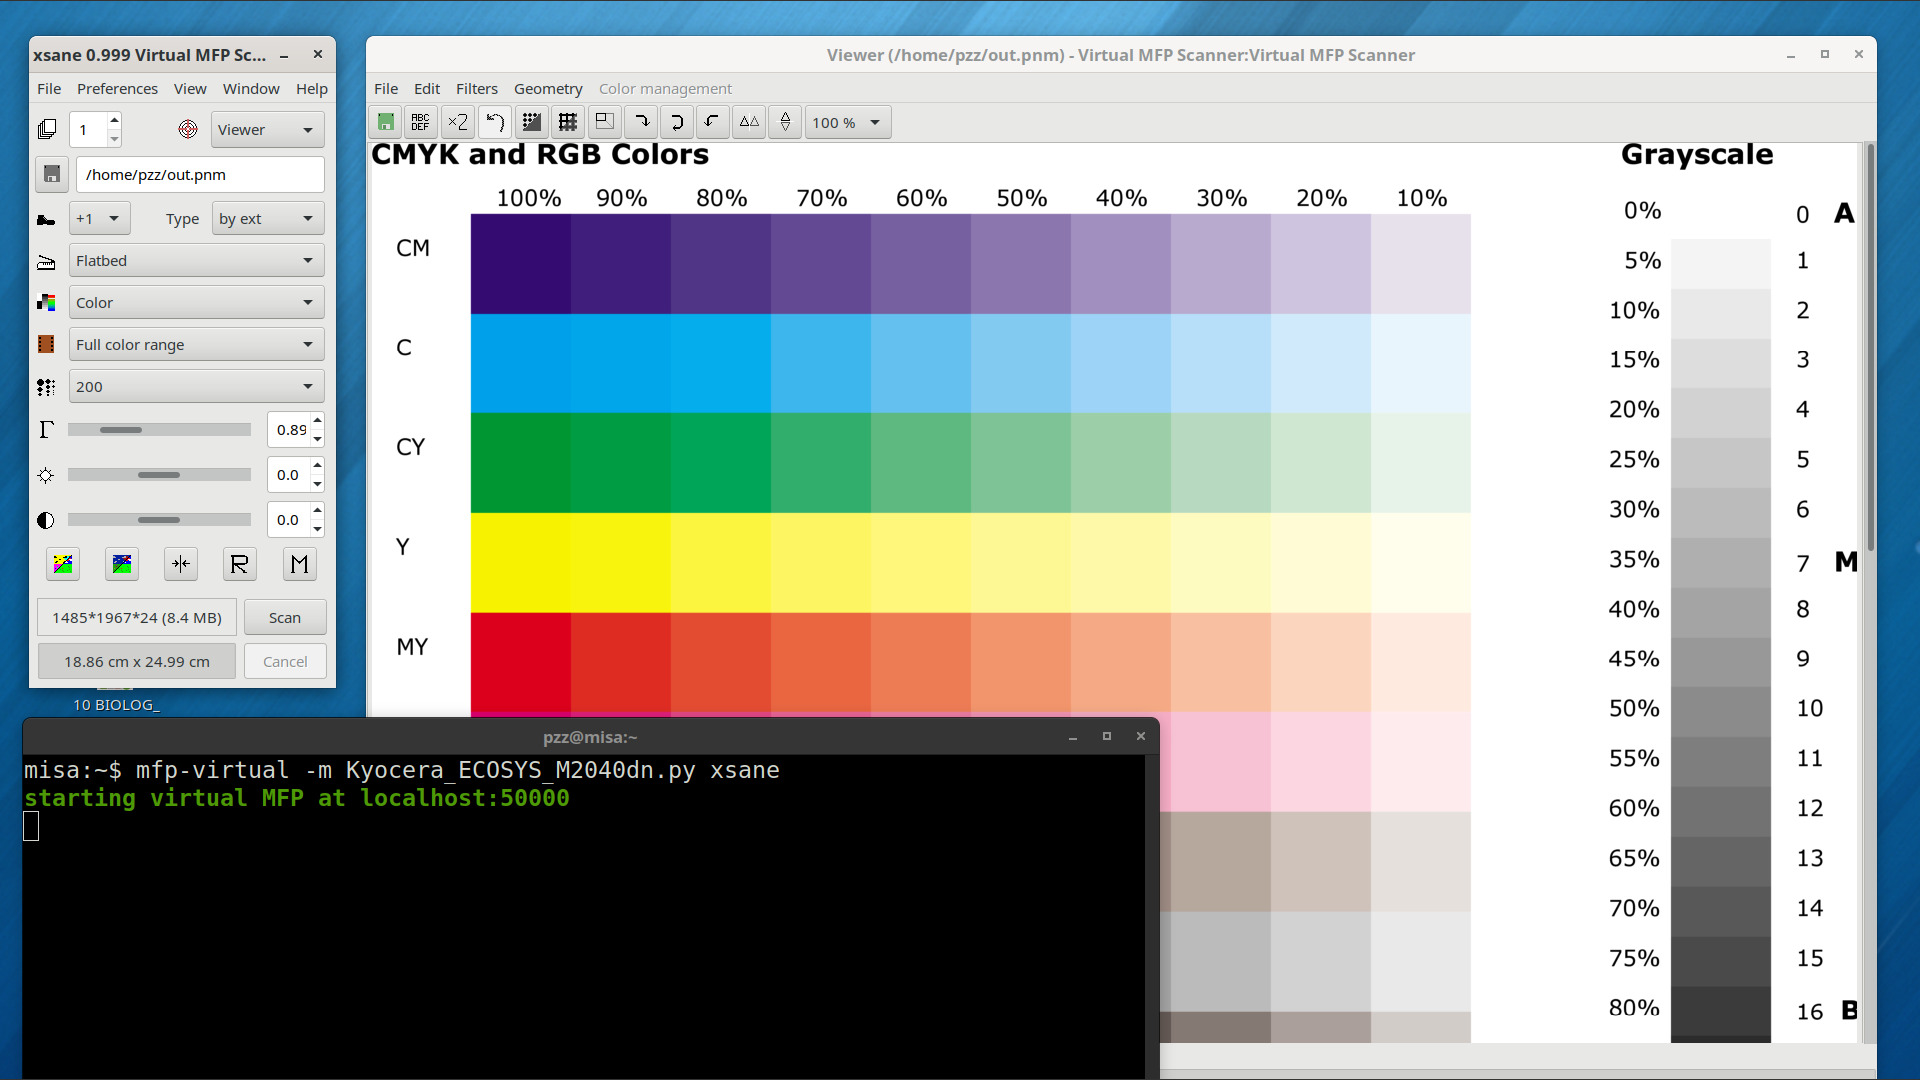 xsane 0.999 Virtual MFP Sc...
File Preferences View Window Help
1 Viewer
/home/pzz/out.pnm
+1 Type by ext
Flatbed
Color
Full color range
200
0.89
0.0
0.0
R M
1485*1967*24 (8.4 MB) Scan
18.86 cm x 24.99 cm Cancel
10 BIOLOG_
Viewer (/home/pzz/out.pnm) - Virtual MFP Scanner:Virtual MFP Scanner
File Edit Filters Geometry Color management
ABC DEF ×2 100 %
CMYK and RGB Colors
100% 90% 80% 70% 60% 50% 40% 30% 20% 10%
CM
C
CY
Y
MY
Grayscale
0% 0 A
5% 1
10% 2
15% 3
20% 4
25% 5
30% 6
35% 7 M
40% 8
45% 9
50% 10
55% 11
60% 12
65% 13
70% 14
75% 15
80% 16 B
pzz@misa:~
misa:~$ mfp-virtual -m Kyocera_ECOSYS_M2040dn.py xsane
starting virtual MFP at localhost:50000